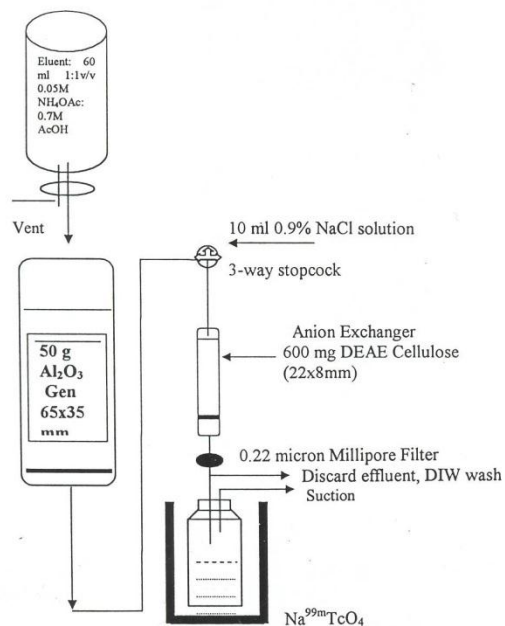 Eluent: 60
ml 1:1v/v
0.05M
NH₄OAc:
0.7M
AcOH
Vent
10 ml 0.9% NaCl solution
3-way stopcock
50 g
Al₂O₃
Gen
65x35
mm
Anion Exchanger
600 mg DEAE Cellulose
(22x8mm)
0.22 micron Millipore Filter
Discard effluent, DIW wash
Suction
Na⁹⁹ᵐTcO₄